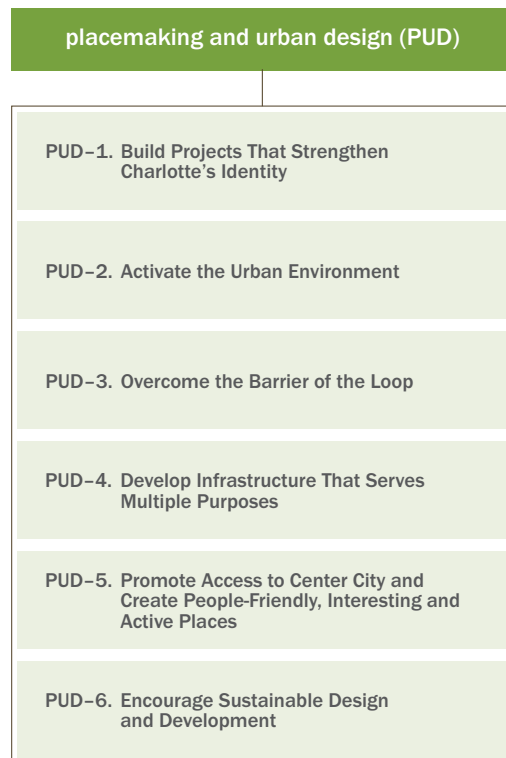 placemaking and urban design (PUD)
PUD–1. Build Projects That Strengthen
Charlotte’s Identity
PUD–2. Activate the Urban Environment
PUD–3. Overcome the Barrier of the Loop
PUD–4. Develop Infrastructure That Serves
Multiple Purposes
PUD–5. Promote Access to Center City and
Create People-Friendly, Interesting and
Active Places
PUD–6. Encourage Sustainable Design
and Development